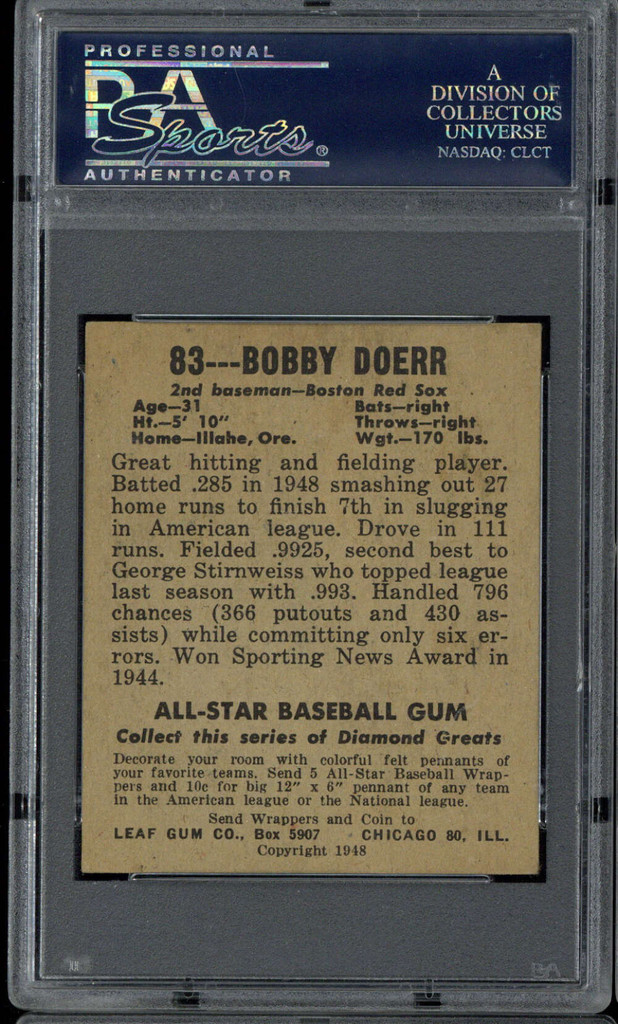 PROFESSIONAL
PSA
Sports®
AUTHENTICATOR
A
DIVISION OF
COLLECTORS
UNIVERSE
NASDAQ: CLCT
83---BOBBY DOERR
2nd baseman—Boston Red Sox
Age—31 Bats—right
Ht.—5' 10" Throws—right
Home—Illahe, Ore. Wgt.—170 lbs.
Great hitting and fielding player.
Batted .285 in 1948 smashing out 27
home runs to finish 7th in slugging
in American league. Drove in 111
runs. Fielded .9925, second best to
George Stirnweiss who topped league
last season with .993. Handled 796
chances (366 putouts and 430 as-
sists) while committing only six er-
rors. Won Sporting News Award in
1944.
ALL-STAR BASEBALL GUM
Collect this series of Diamond Greats
Decorate your room with colorful felt pennants of
your favorite teams. Send 5 All-Star Baseball Wrap-
pers and 10c for big 12" x 6" pennant of any team
in the American league or the National league.
Send Wrappers and Coin to
LEAF GUM CO., Box 5907 CHICAGO 80, ILL.
Copyright 1948